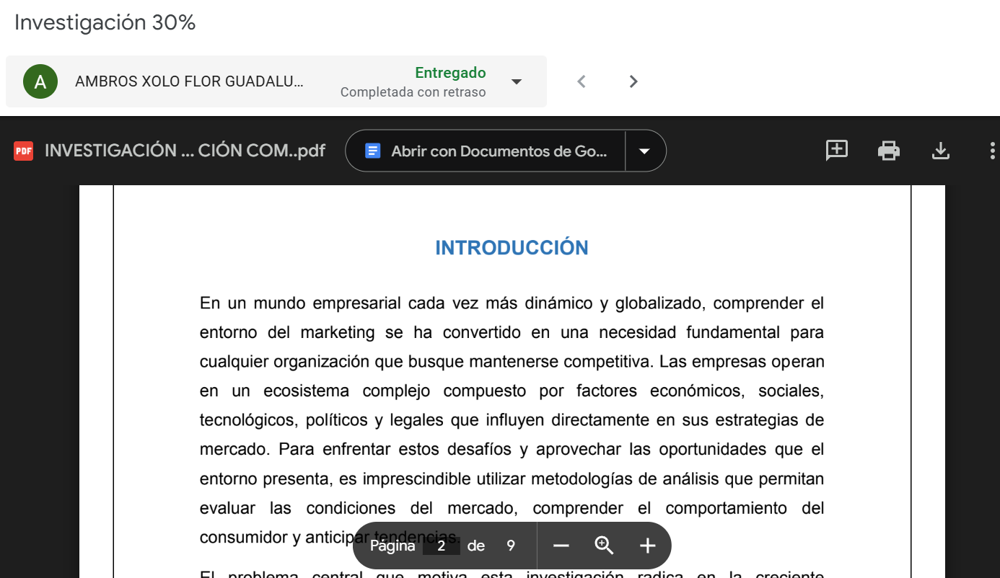 Investigación 30%
A
AMBROS XOLO FLOR GUADALU...
Entregado
Completada con retraso
PDF
INVESTIGACIÓN ... CIÓN COM..pdf
Abrir con Documentos de Go...
INTRODUCCIÓN
En un mundo empresarial cada vez más dinámico y globalizado, comprender el
entorno del marketing se ha convertido en una necesidad fundamental para
cualquier organización que busque mantenerse competitiva. Las empresas operan
en un ecosistema complejo compuesto por factores económicos, sociales,
tecnológicos, políticos y legales que influyen directamente en sus estrategias de
mercado. Para enfrentar estos desafíos y aprovechar las oportunidades que el
entorno presenta, es imprescindible utilizar metodologías de análisis que permitan
evaluar las condiciones del mercado, comprender el comportamiento del
consumidor y anticipar tendencias.
Página 2 de 9
El problema central que motiva esta investigación radica en la creciente